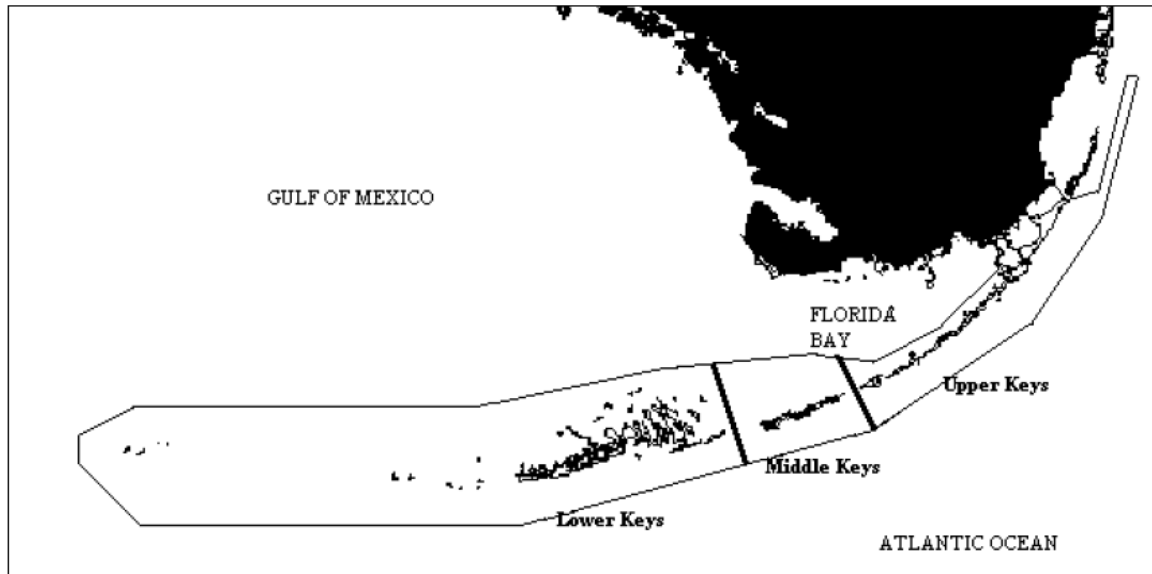 GULF OF MEXICO
FLORIDA
BAY
Upper Keys
Middle Keys
Lower Keys
ATLANTIC OCEAN